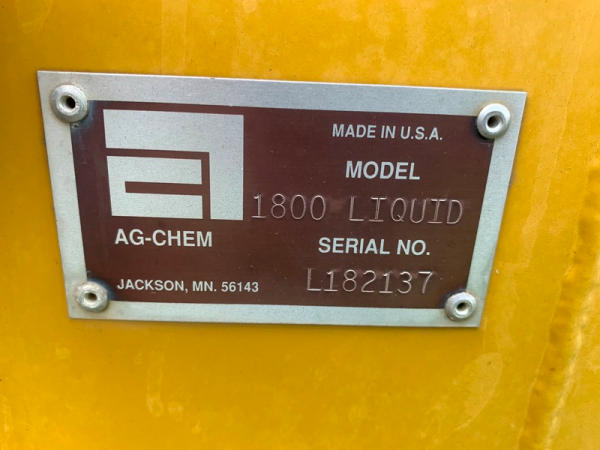 MADE IN U.S.A.
MODEL
1800 LIQUID
AG-CHEM
SERIAL NO.
JACKSON, MN. 56143
L182137